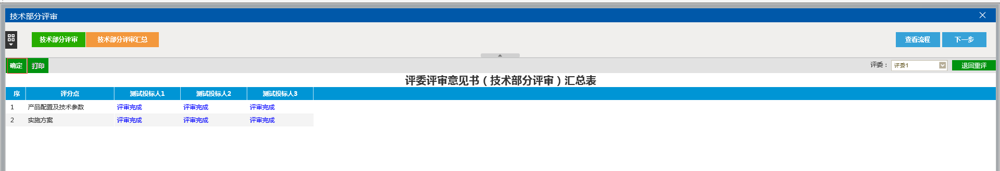 技术部分评审
技术部分评审 技术部分评审汇总 查看流程 下一步
确定 打印 评委： 评委1 退回重评
评委评审意见书（技术部分评审）汇总表
序 评分点 测试投标人1 测试投标人2 测试投标人3
1 产品配置及技术参数 评审完成 评审完成 评审完成
2 实施方案 评审完成 评审完成 评审完成